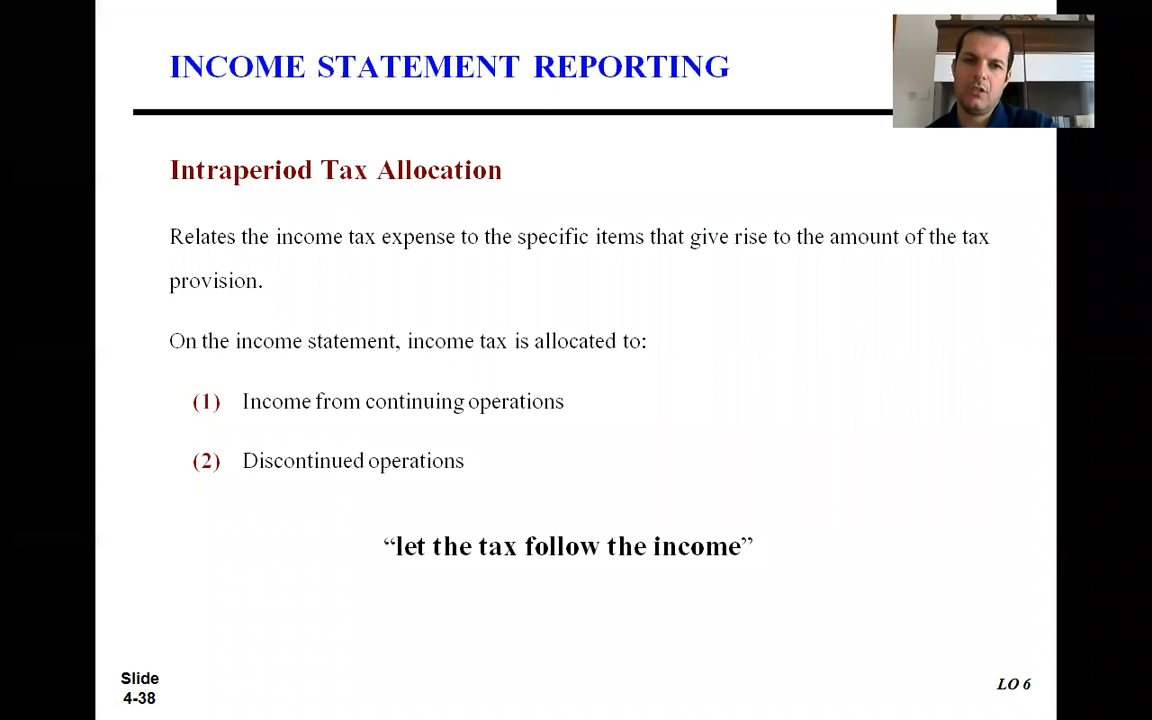 INCOME STATEMENT REPORTING
Intraperiod Tax Allocation
Relates the income tax expense to the specific items that give rise to the amount of the tax
provision.
On the income statement, income tax is allocated to:
(1) Income from continuing operations
(2) Discontinued operations
“let the tax follow the income”
Slide
4-38
LO 6